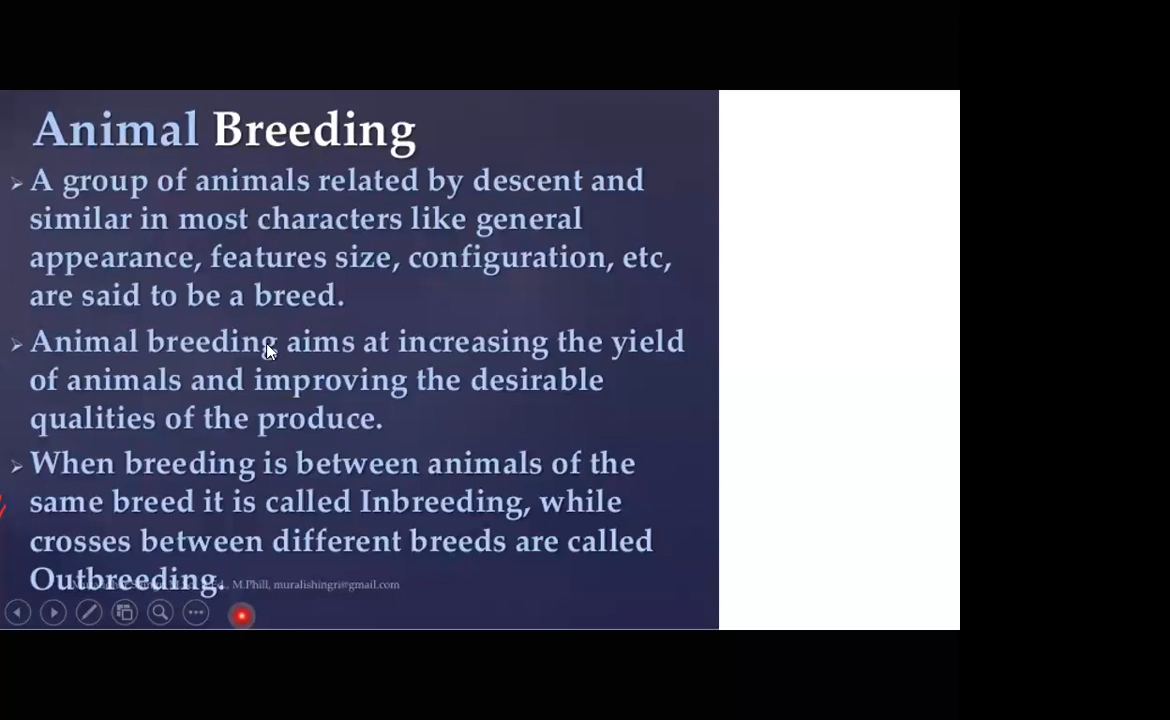 Animal Breeding
A group of animals related by descent and
similar in most characters like general
appearance, features size, configuration, etc,
are said to be a breed.
Animal breeding aims at increasing the yield
of animals and improving the desirable
qualities of the produce.
When breeding is between animals of the
same breed it is called Inbreeding, while
crosses between different breeds are called
Outbreeding.
M.Phill, muralishingri@gmail.com